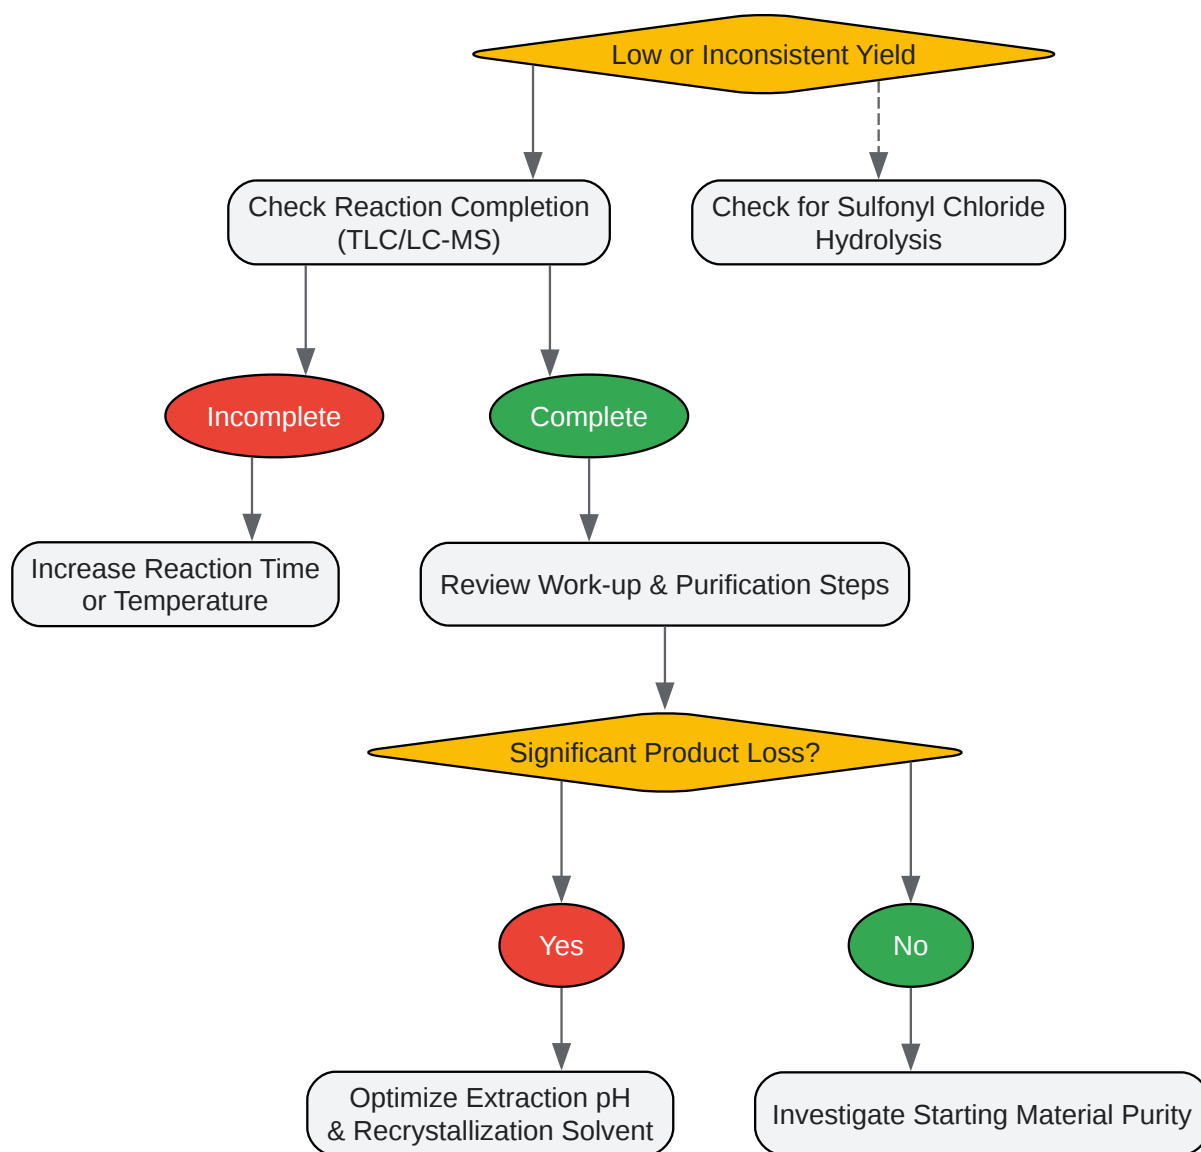 Low or Inconsistent Yield
Check Reaction Completion
(TLC/LC-MS)
Check for Sulfonyl Chloride
Hydrolysis
Incomplete
Complete
Increase Reaction Time
or Temperature
Review Work-up & Purification Steps
Significant Product Loss?
Yes
No
Optimize Extraction pH
& Recrystallization Solvent
Investigate Starting Material Purity